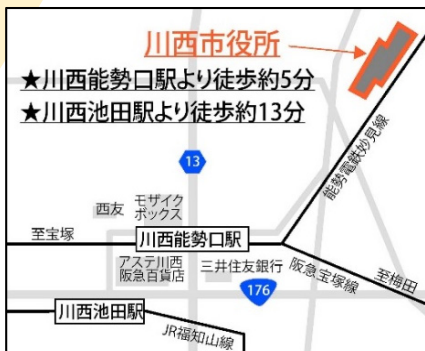 川西市役所
★川西能勢口駅より徒歩約5分
★川西池田駅より徒歩約13分
13
能勢電鉄妙見線
西友
モザイク
ボックス
至宝塚
川西能勢口駅
アステ川西
阪急百貨店
三井住友銀行
阪急宝塚線
至梅田
176
川西池田駅
JR福知山線